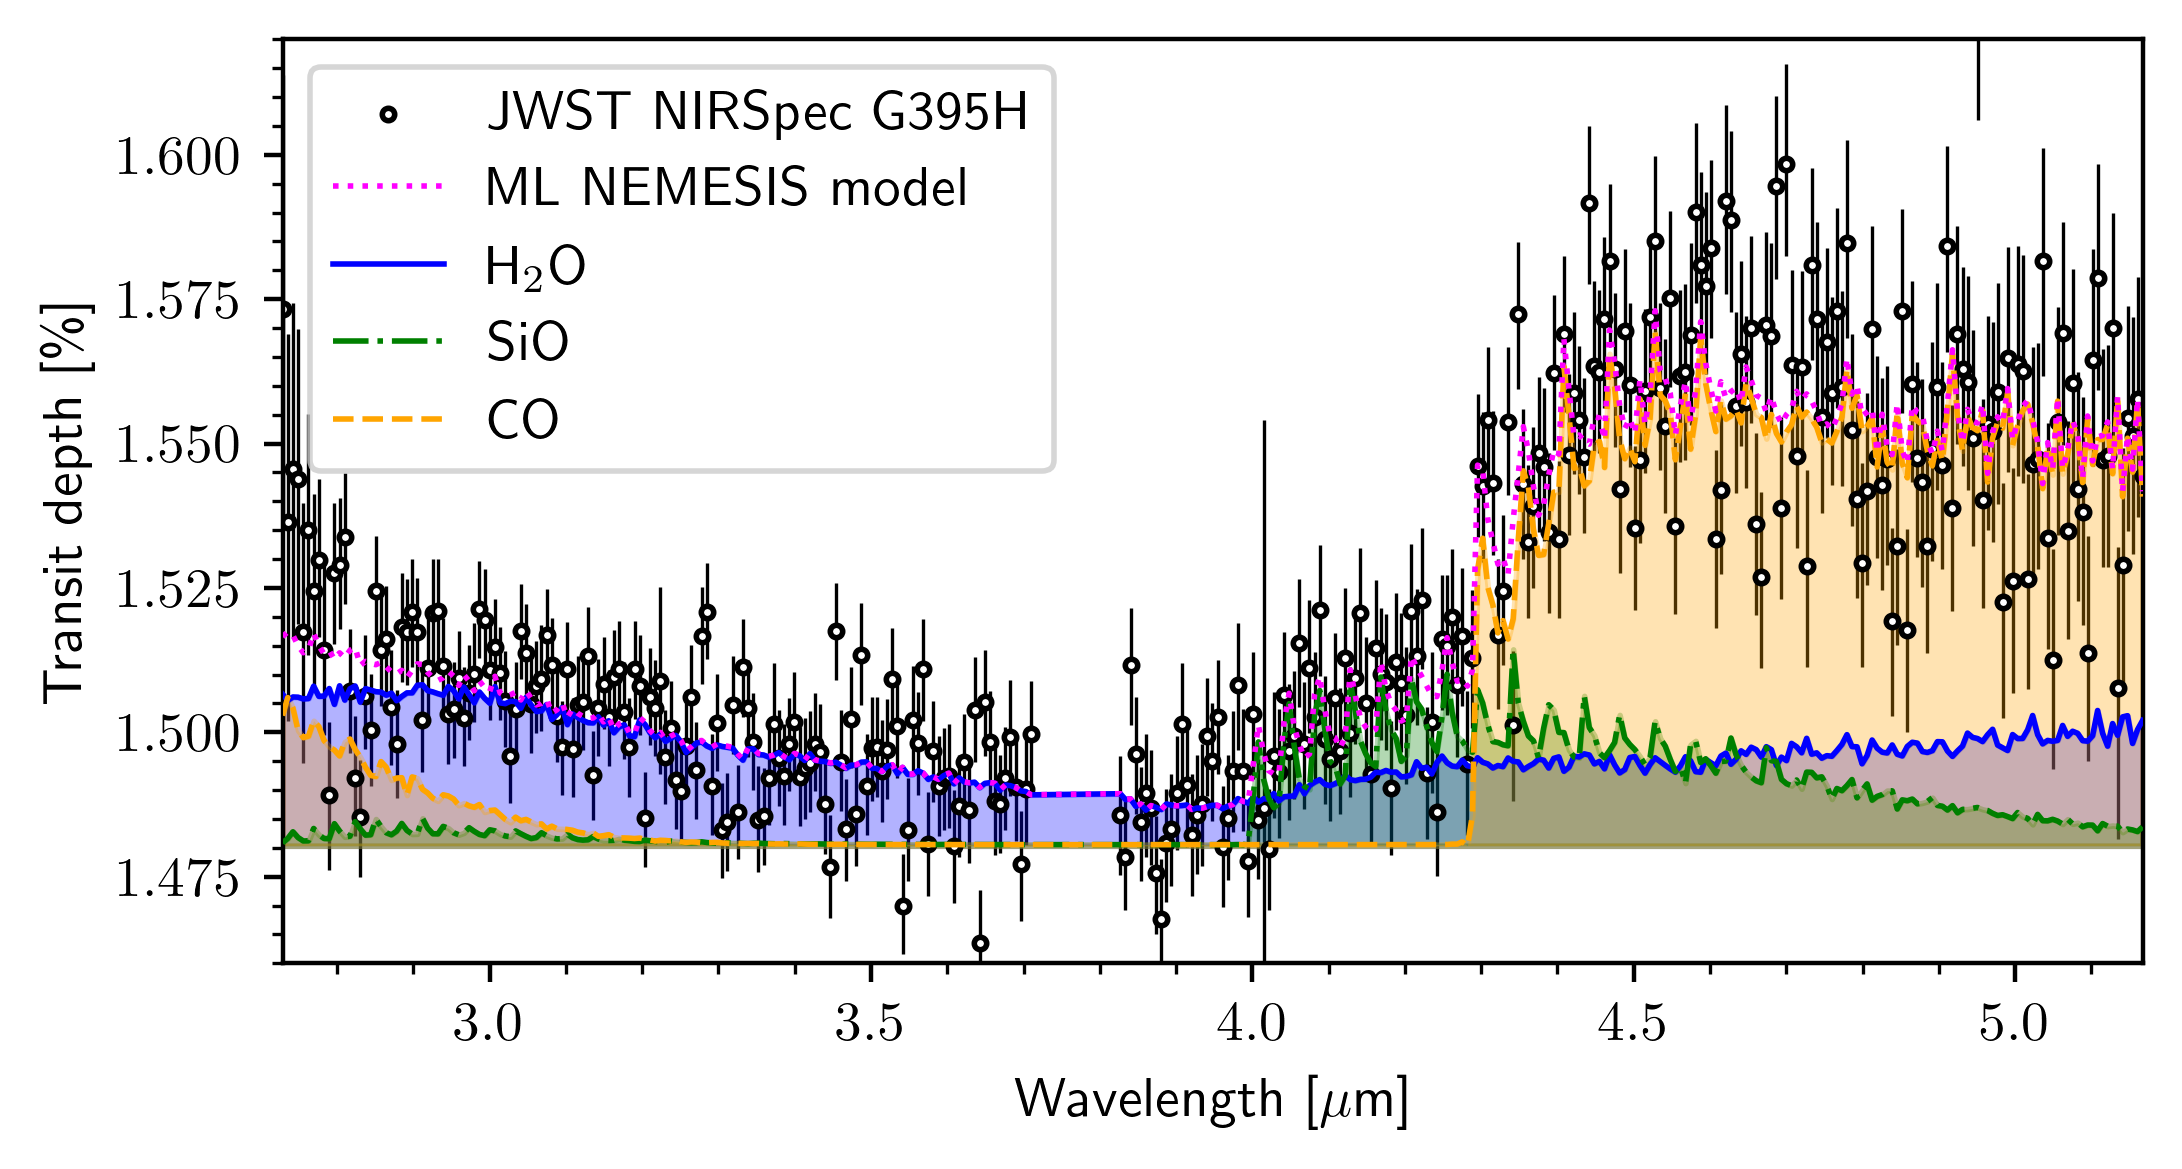 JWST NIRSpec G395H
ML NEMESIS model
H₂O
SiO
CO
Transit depth [%]
1.600
1.575
1.550
1.525
1.500
1.475
3.0 3.5 4.0 4.5 5.0
Wavelength [μm]